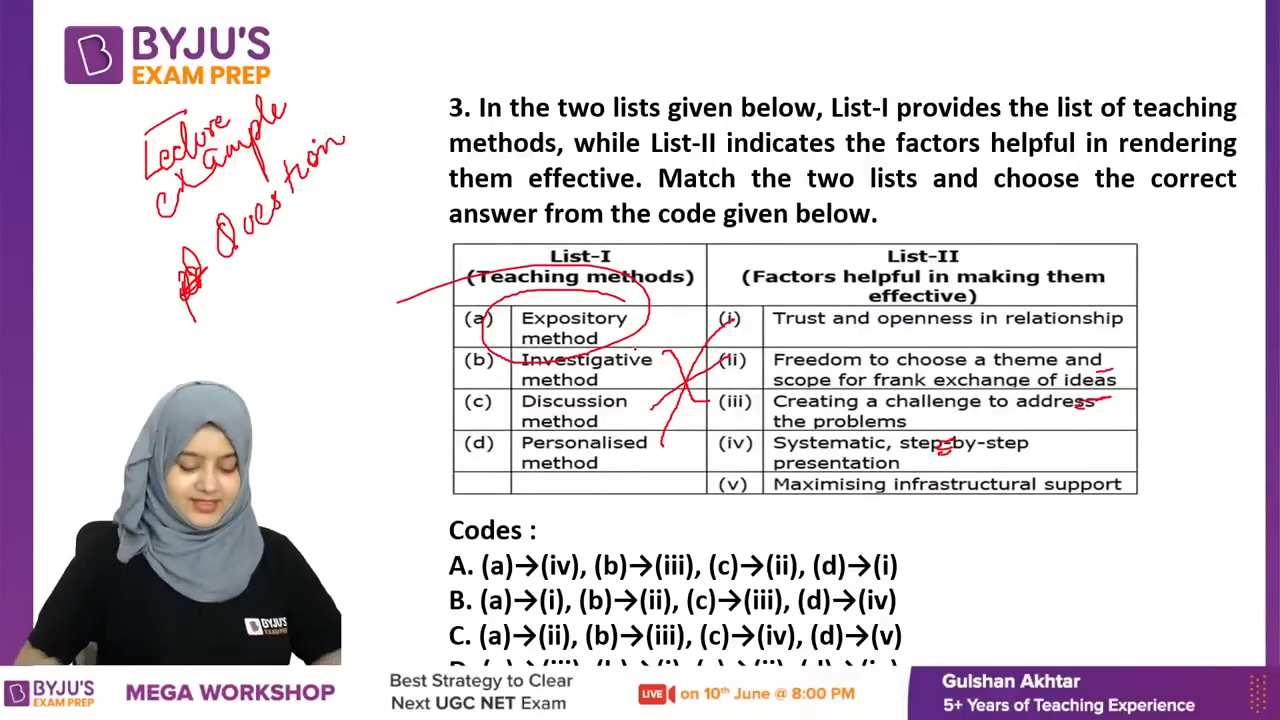 BYJU'S
EXAM PREP
Lecture
example
Question
3. In the two lists given below, List-I provides the list of teaching
methods, while List-II indicates the factors helpful in rendering
them effective. Match the two lists and choose the correct
answer from the code given below.
List-I
(Teaching methods)
List-II
(Factors helpful in making them
effective)
(a) Expository
method
(i) Trust and openness in relationship
(b) Investigative
method
(ii) Freedom to choose a theme and
scope for frank exchange of ideas
(c) Discussion
method
(iii) Creating a challenge to address
the problems
(d) Personalised
method
(iv) Systematic, step-by-step
presentation
(v) Maximising infrastructural support
Codes :
A. (a)→(iv), (b)→(iii), (c)→(ii), (d)→(i)
B. (a)→(i), (b)→(ii), (c)→(iii), (d)→(iv)
C. (a)→(ii), (b)→(iii), (c)→(iv), (d)→(v)
BYJU'S
EXAM PREP
BYJU'S
EXAM PREP
MEGA WORKSHOP
Best Strategy to Clear
Next UGC NET Exam
LIVE on 10th June @ 8:00 PM
Gulshan Akhtar
5+ Years of Teaching Experience